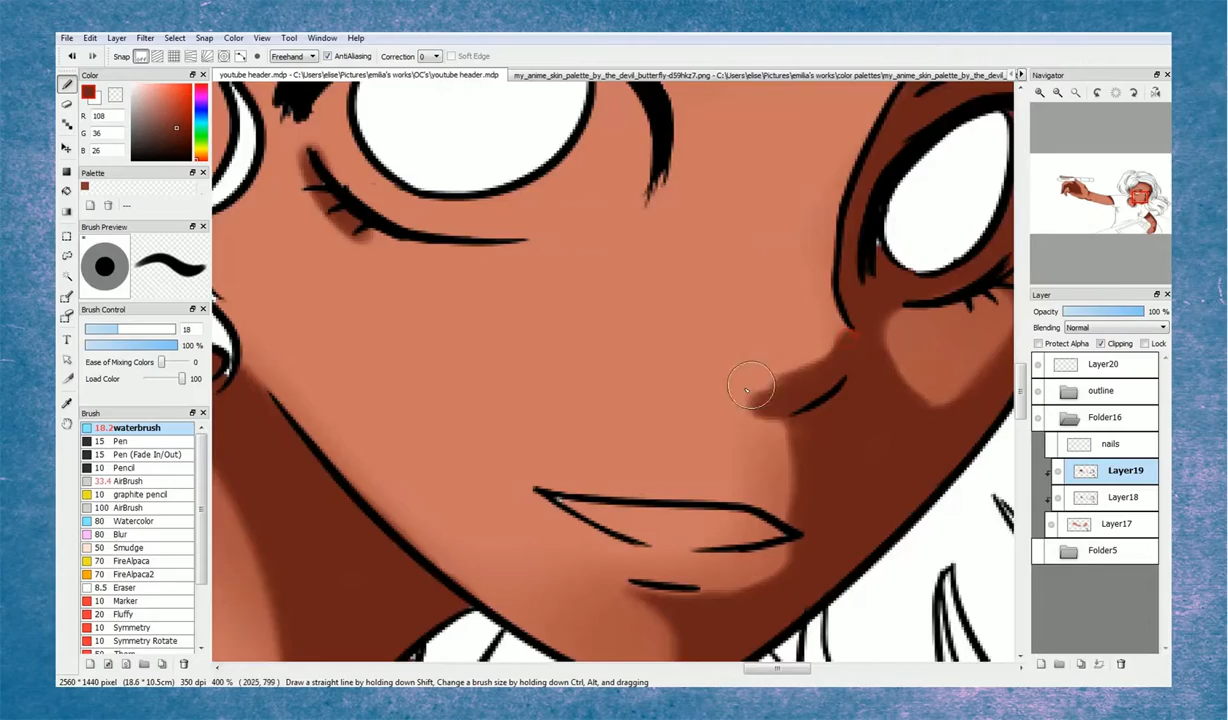 File Edit Layer Filter Select Snap Color View Tool Window Help
Snap OFF Freehand AntiAliasing Correction 0 Soft Edge
Color
youtube header.mdp - C:\Users\elise\Pictures\emilia's works\OC's\youtube header.mdp
my_anime_skin_palette_by_the_devil_butterfly-d59hkz7.png - C:\Users\elise\Pictures\emilia's works\color palettes\my_anime_skin_palette_by_the_devil_
Navigator
R 108
G 36
B 26
Palette
---
Brush Preview
Brush Control
18
100 %
Ease of Mixing Colors 0
Load Color 100
Brush
18.2 waterbrush
15 Pen
15 Pen (Fade In/Out)
10 Pencil
33.4 AirBrush
10 graphite pencil
100 AirBrush
80 Watercolor
80 Blur
50 Smudge
70 FireAlpaca
70 FireAlpaca2
8.5 Eraser
10 Marker
20 Fluffy
10 Symmetry
10 Symmetry Rotate
Layer
Opacity 100 %
Blending Normal
Protect Alpha Clipping Lock
Layer20
outline
Folder16
nails
Layer19
Layer18
Layer17
Folder5
2560 * 1440 pixel (18.6 * 10.5cm) 350 dpi 400 % ( 2025, 799 ) Draw a straight line by holding down Shift, Change a brush size by holding down Ctrl, Alt, and dragging